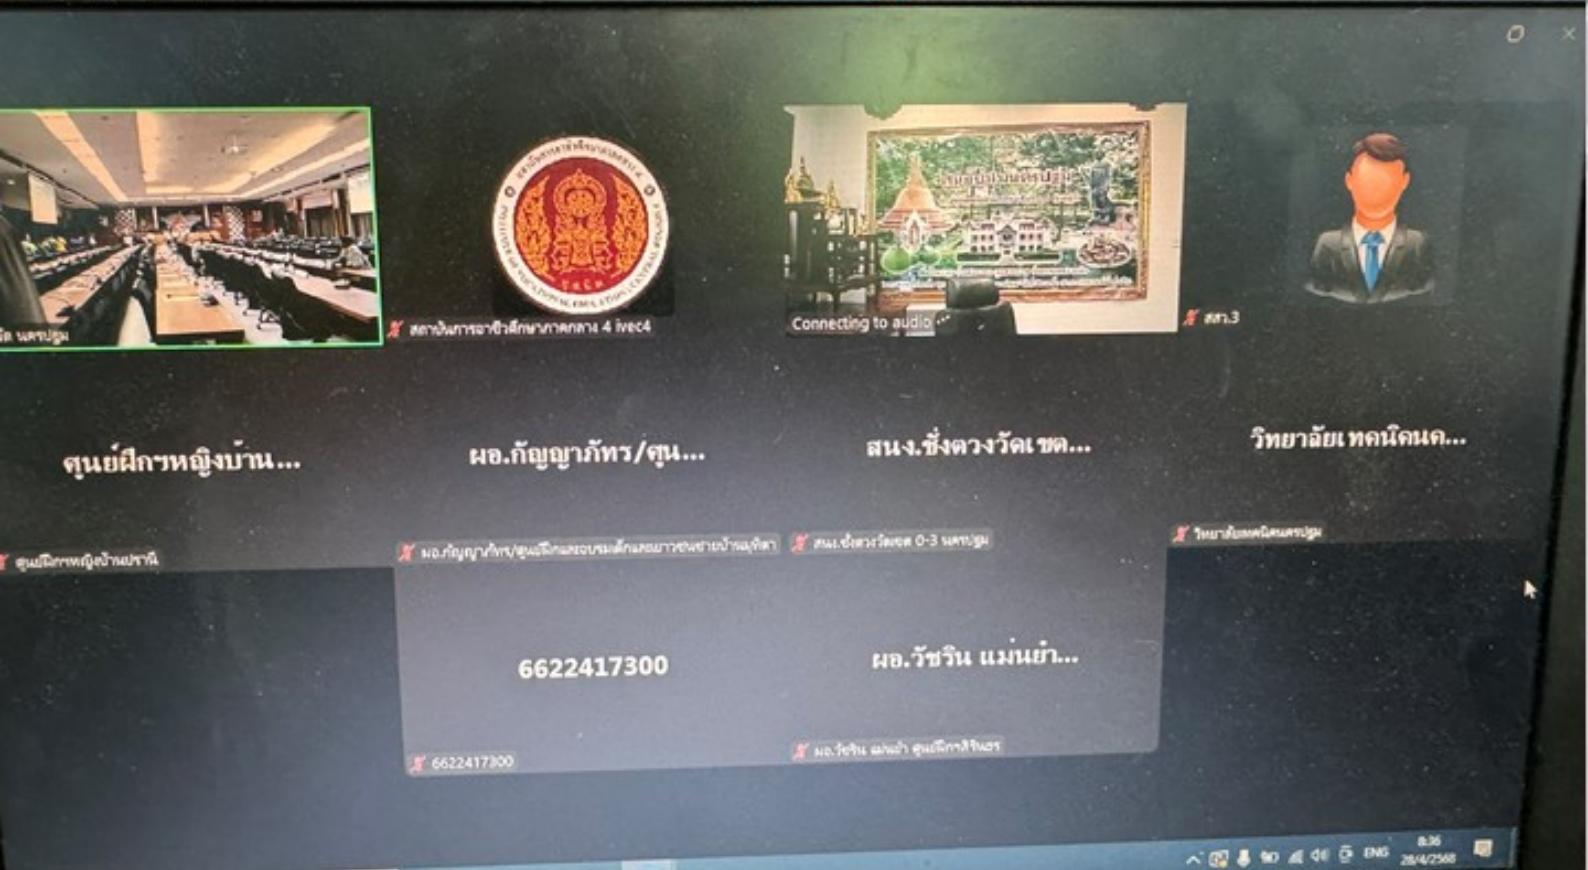 นครปฐม
สถาบันการอาชีวศึกษาภาคกลาง 4 ivec4
Connecting to audio ...
สสว.3
ศูนย์ฝึกฯหญิงบ้าน...
ผอ.กัญญาภัทร/ศูน...
สนง.ชั่งตวงวัดเขต...
วิทยาลัยเทคนิคนค...
ศูนย์ฝึกฯหญิงบ้านปรานี
ผอ.กัญญาภัทร/ศูนย์ฝึกและอบรมเด็กและเยาวชนชายบ้านมุทิตา
สนง.ชั่งตวงวัดเขต 0-3 นครปฐม
วิทยาลัยเทคนิคนครปฐม
6622417300
ผอ.วัชริน แม่นยำ...
6622417300
ผอ.วัชริน แม่นยำ ศูนย์ฝึกฯสิรินธร
ENG
8:36
28/4/2568